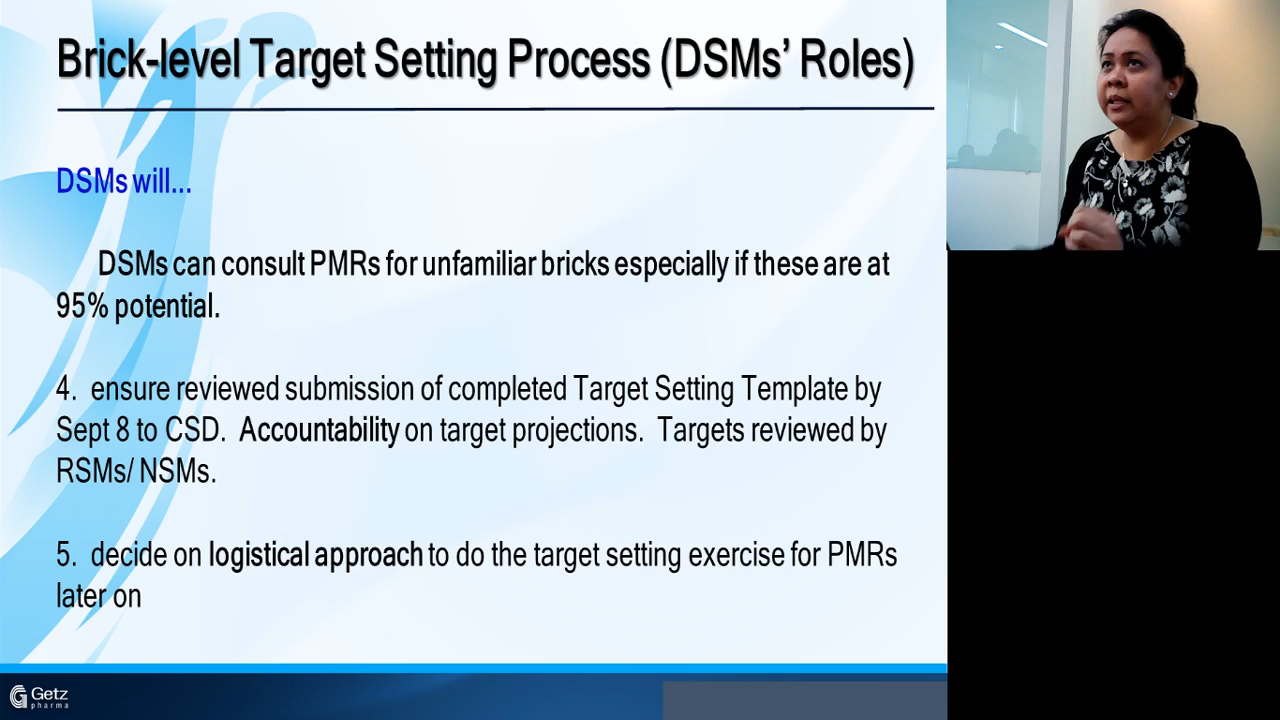 Brick-level Target Setting Process (DSMs’ Roles)
DSMs will...
DSMs can consult PMRs for unfamiliar bricks especially if these are at
95% potential.
4. ensure reviewed submission of completed Target Setting Template by
Sept 8 to CSD. Accountability on target projections. Targets reviewed by
RSMs/ NSMs.
5. decide on logistical approach to do the target setting exercise for PMRs
later on
Getz
pharma